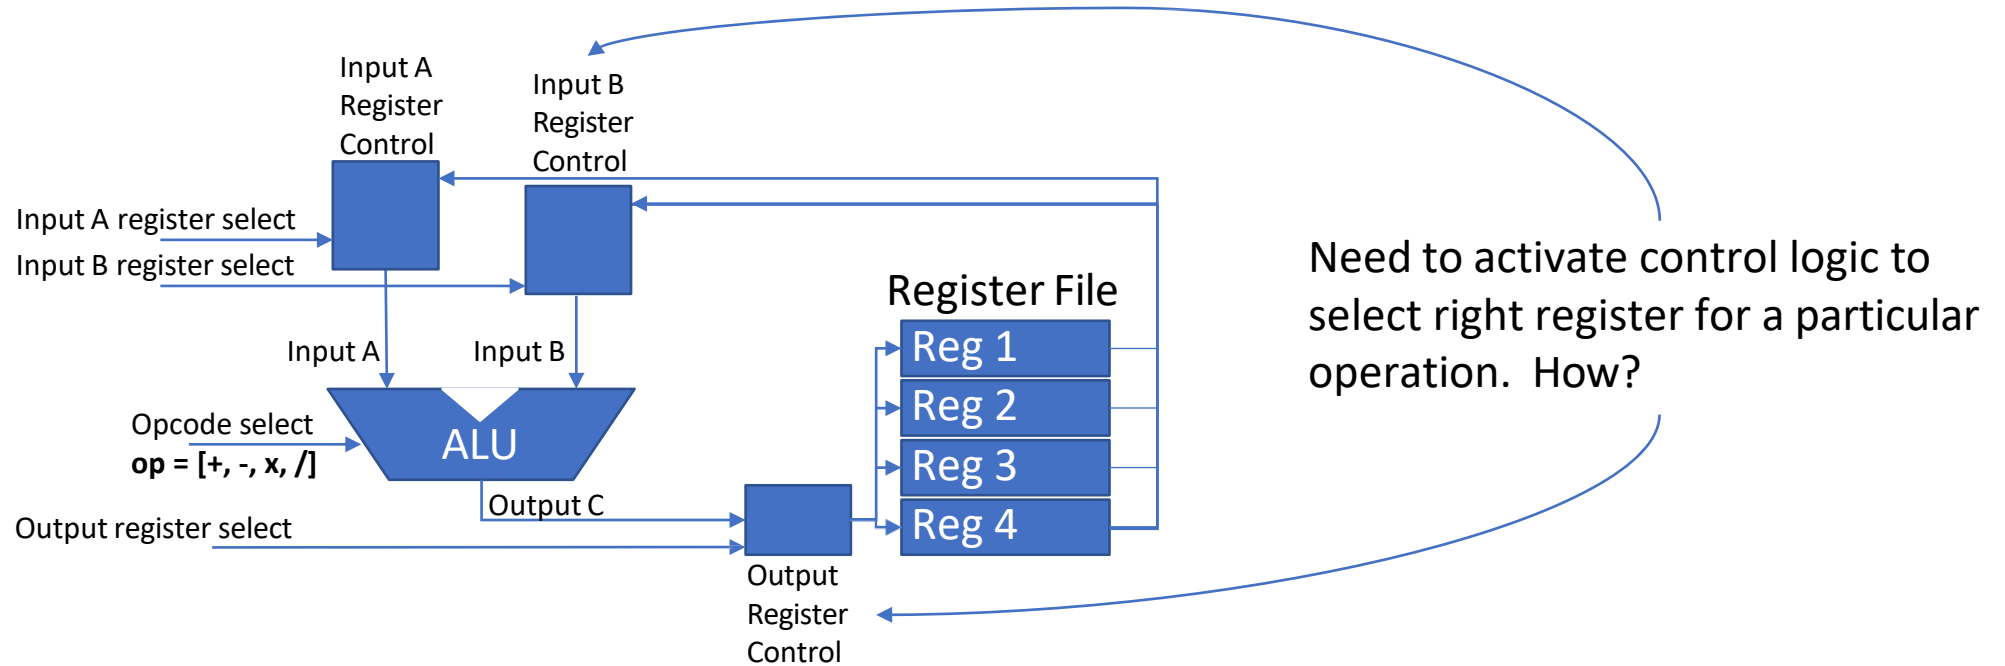 Input A
Register
Control
Input B
Register
Control
Input A register select
Input B register select
Input A
Input B
Opcode select
op = [+, -, x, /]
ALU
Output C
Output register select
Output
Register
Control
Register File
Reg 1
Reg 2
Reg 3
Reg 4
Need to activate control logic to
select right register for a particular
operation.  How?